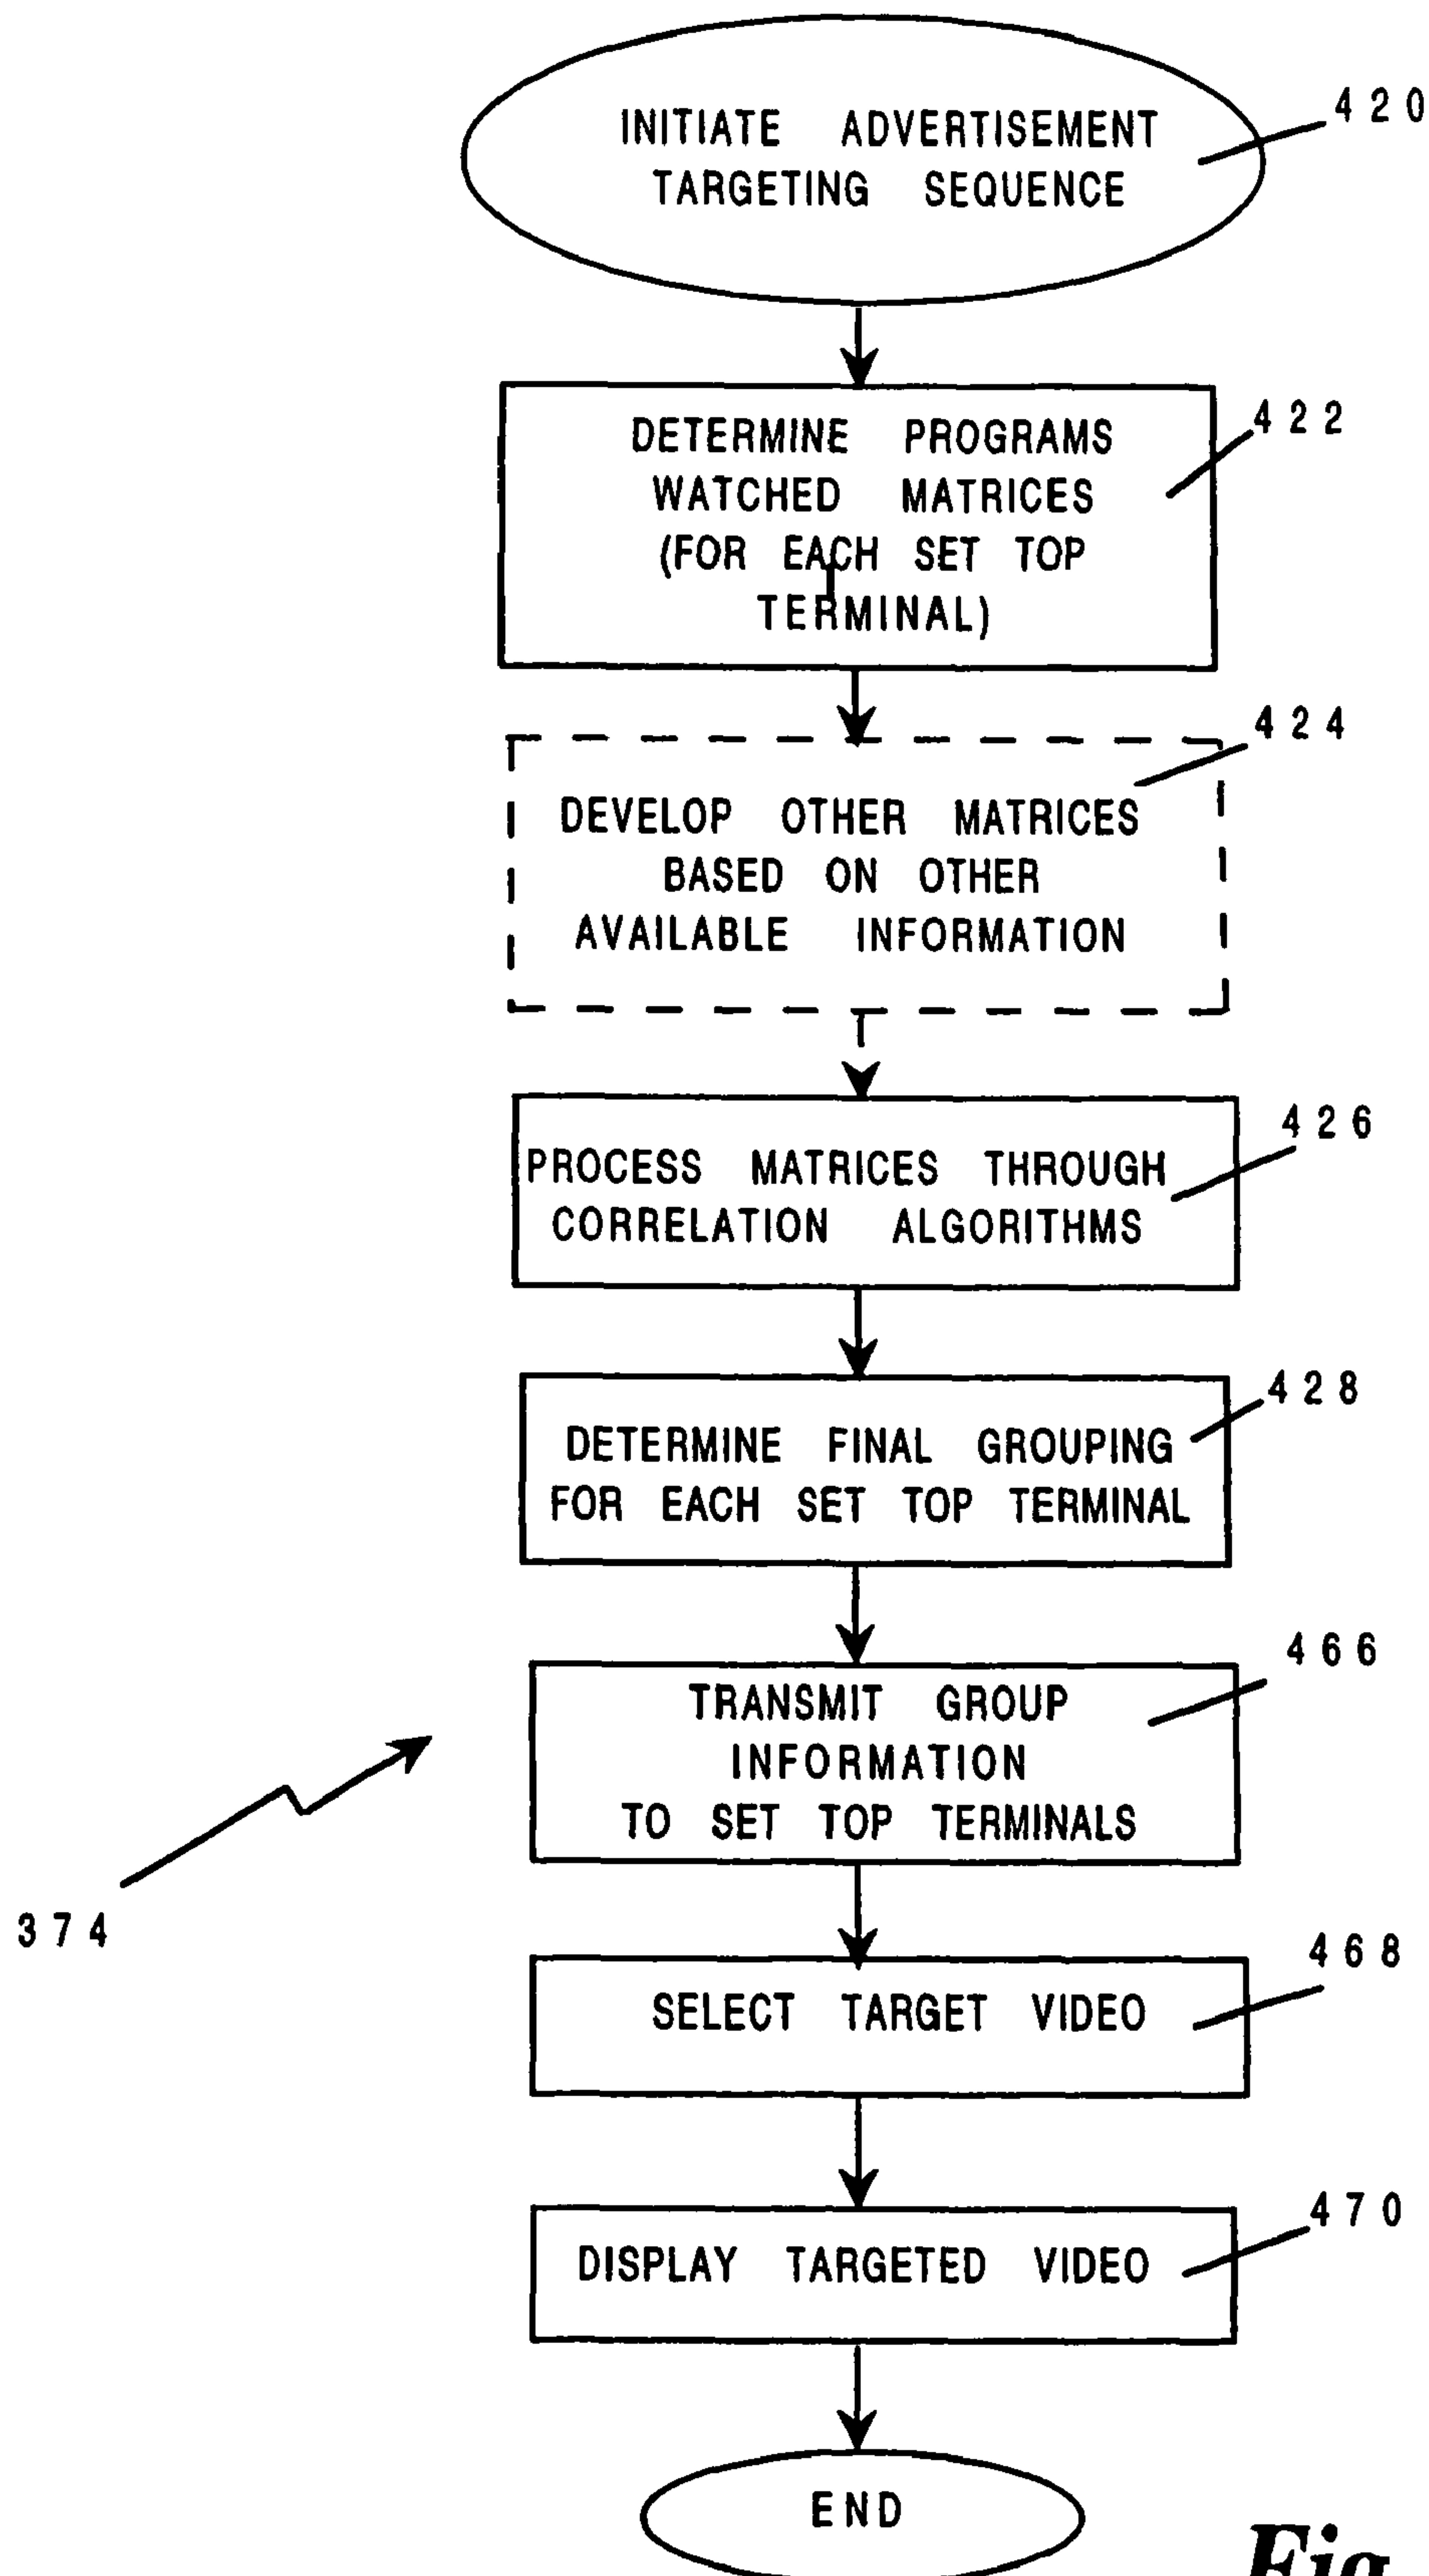 INITIATE ADVERTISEMENT
TARGETING SEQUENCE
420
DETERMINE PROGRAMS
WATCHED MATRICES
(FOR EACH SET TOP
TERMINAL)
422
424
DEVELOP OTHER MATRICES
BASED ON OTHER
AVAILABLE INFORMATION
426
PROCESS MATRICES THROUGH
CORRELATION ALGORITHMS
428
DETERMINE FINAL GROUPING
FOR EACH SET TOP TERMINAL
466
TRANSMIT GROUP
INFORMATION
TO SET TOP TERMINALS
374
468
SELECT TARGET VIDEO
470
DISPLAY TARGETED VIDEO
END
Fig